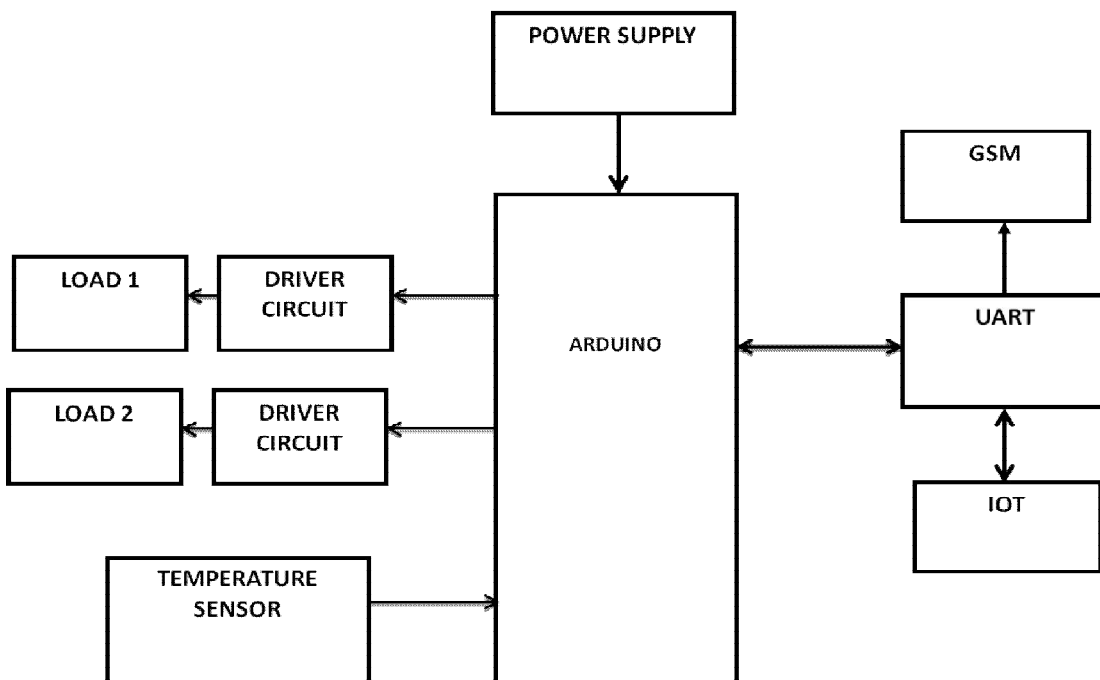 POWER SUPPLY
GSM
LOAD 1
DRIVER
CIRCUIT
UART
ARDUINO
LOAD 2
DRIVER
CIRCUIT
IOT
TEMPERATURE
SENSOR